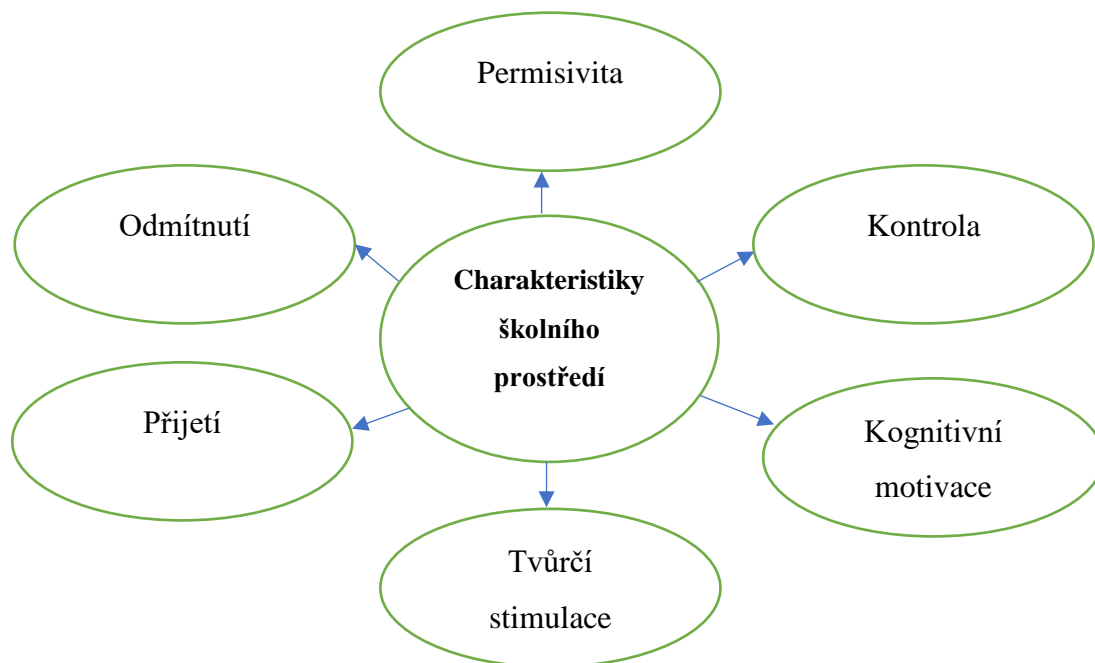 Permisivita
Odmítnutí
Kontrola
Charakteristiky
školního
prostředí
Přijetí
Kognitivní
motivace
Tvůrčí
stimulace